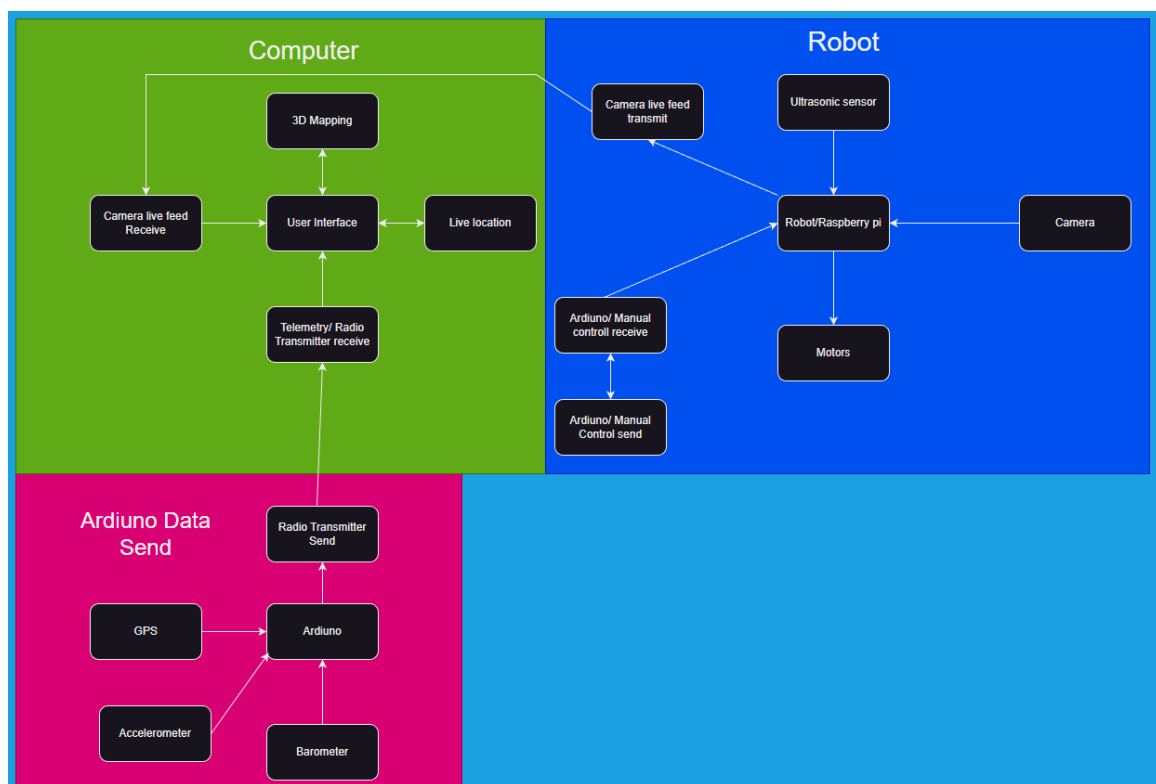 Computer
Robot
3D Mapping
Camera live feed
transmit
Ultrasonic sensor
Camera live feed
Receive
User Interface
Live location
Robot/Raspberry pi
Camera
Telemetry/ Radio
Transmitter receive
Ardiuno/ Manual
controll receive
Motors
Ardiuno/ Manual
Control send
Ardiuno Data
Send
Radio Transmitter
Send
GPS
Ardiuno
Accelerometer
Barometer